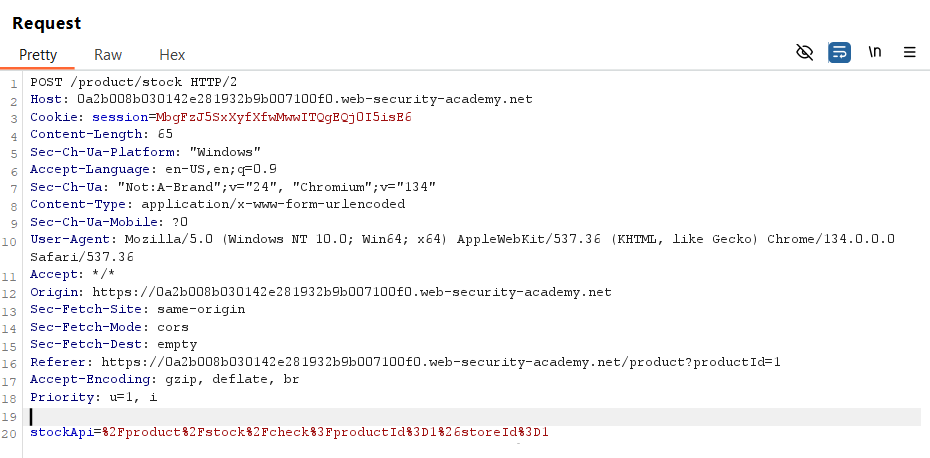 Request
Pretty Raw Hex
\n
1 POST /product/stock HTTP/2
2 Host: 0a2b008b030142e281932b9b007100f0.web-security-academy.net
3 Cookie: session=MbgFzJ5SxXyfXfwMwwITQgEQj0I5isE6
4 Content-Length: 65
5 Sec-Ch-Ua-Platform: "Windows"
6 Accept-Language: en-US,en;q=0.9
7 Sec-Ch-Ua: "Not:A-Brand";v="24", "Chromium";v="134"
8 Content-Type: application/x-www-form-urlencoded
9 Sec-Ch-Ua-Mobile: ?0
10 User-Agent: Mozilla/5.0 (Windows NT 10.0; Win64; x64) AppleWebKit/537.36 (KHTML, like Gecko) Chrome/134.0.0.0
Safari/537.36
11 Accept: */*
12 Origin: https://0a2b008b030142e281932b9b007100f0.web-security-academy.net
13 Sec-Fetch-Site: same-origin
14 Sec-Fetch-Mode: cors
15 Sec-Fetch-Dest: empty
16 Referer: https://0a2b008b030142e281932b9b007100f0.web-security-academy.net/product?productId=1
17 Accept-Encoding: gzip, deflate, br
18 Priority: u=1, i
19
20 stockApi=%2Fproduct%2Fstock%2Fcheck%3FproductId%3D1%26storeId%3D1